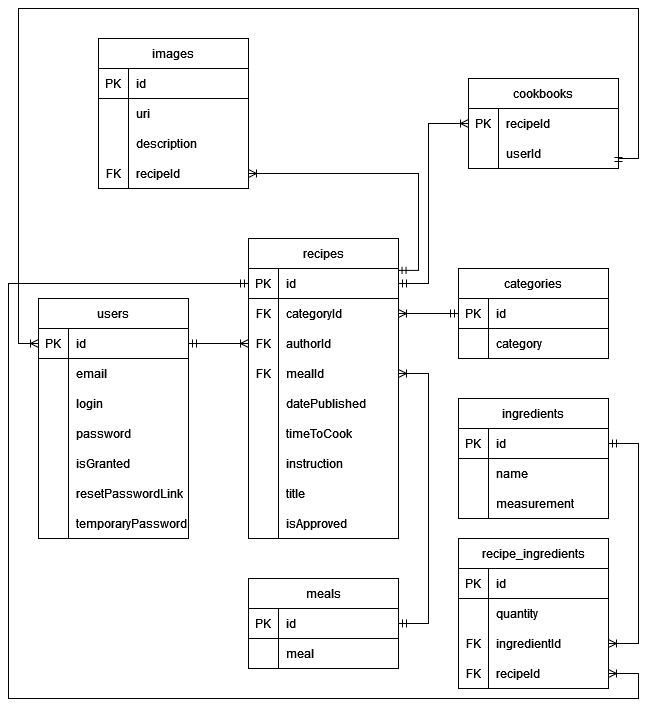 images
PK id
uri
description
FK recipeId
cookbooks
PK recipeId
userId
recipes
PK id
FK categoryId
FK authorId
FK mealId
datePublished
timeToCook
instruction
title
isApproved
categories
PK id
category
users
PK id
email
login
password
isGranted
resetPasswordLink
temporaryPassword
ingredients
PK id
name
measurement
recipe_ingredients
PK id
quantity
FK ingredientId
FK recipeId
meals
PK id
meal